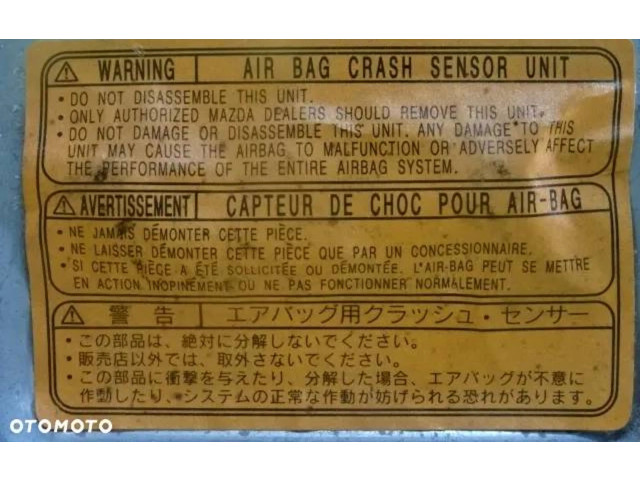 ⚠ WARNING AIR BAG CRASH SENSOR UNIT
• DO NOT DISASSEMBLE THIS UNIT.
• ONLY AUTHORIZED MAZDA DEALERS SHOULD REMOVE THIS UNIT.
• DO NOT DAMAGE OR DISASSEMBLE THIS UNIT. ANY DAMAGE TO THIS
UNIT MAY CAUSE THE AIRBAG TO MALFUNCTION OR ADVERSELY AFFECT
THE PERFORMANCE OF THE ENTIRE AIRBAG SYSTEM.
⚠ AVERTISSEMENT CAPTEUR DE CHOC POUR AIR-BAG
• NE JAMAIS DÉMONTER CETTE PIÈCE.
• NE LAISSER DÉMONTER CETTE PIÈCE QUE PAR UN CONCESSIONNAIRE.
• SI CETTE PIÈCE A ÉTÉ SOLLICITÉE OU DÉMONTÉE. L'AIR-BAG PEUT SE METTRE
EN ACTION INOPINÉMENT OU NE PAS FONCTIONNER NORMALEMENT.
⚠ 警告 エアバッグ用クラッシュ・センサー
• この部品は、絶対に分解しないでください。
• 販売店以外では、取外さないでください。
• この部品に衝撃を与えたり、分解した場合、エアバッグが不意に
作動したり、システムの正常な作動が妨げられる恐れがあります。
OTOMOTO